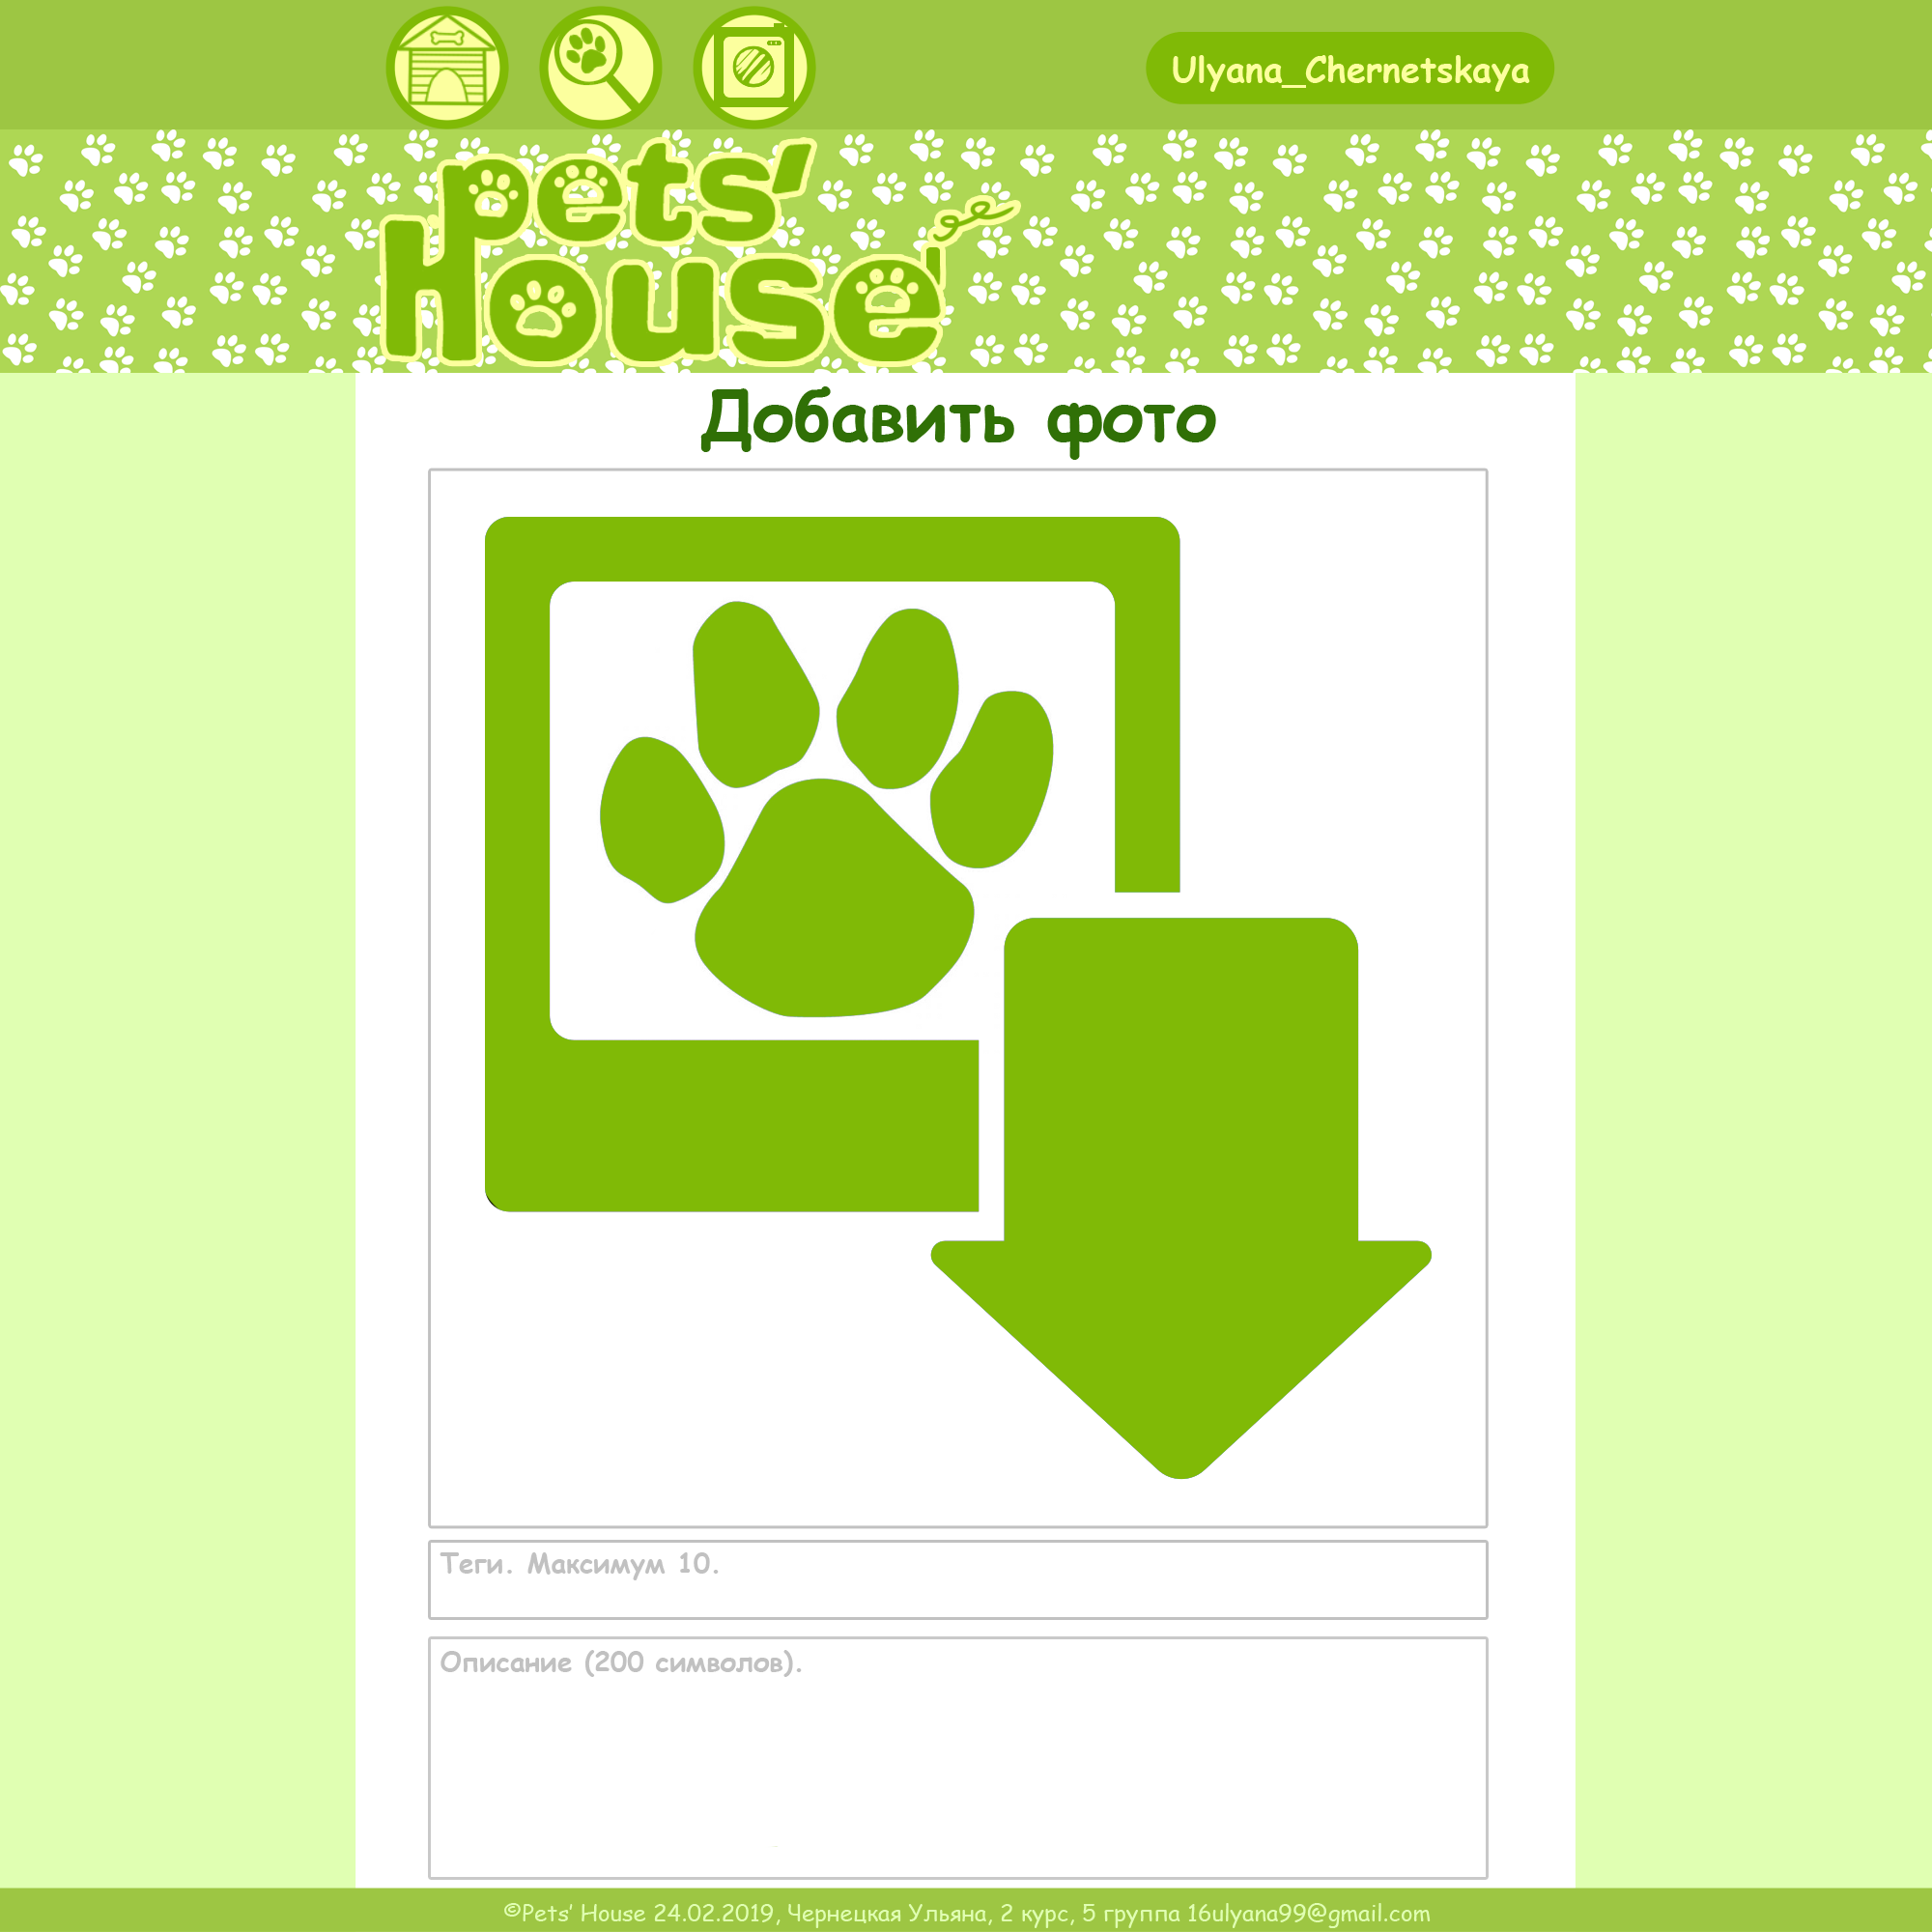 Ulyana_Chernetskaya
pets'
house
Добавить фото
Теги. Максимум 10.
Описание (200 символов).
©Pets' House 24.02.2019, Чернецкая Ульяна, 2 курс, 5 группа 16ulyana99@gmail.com